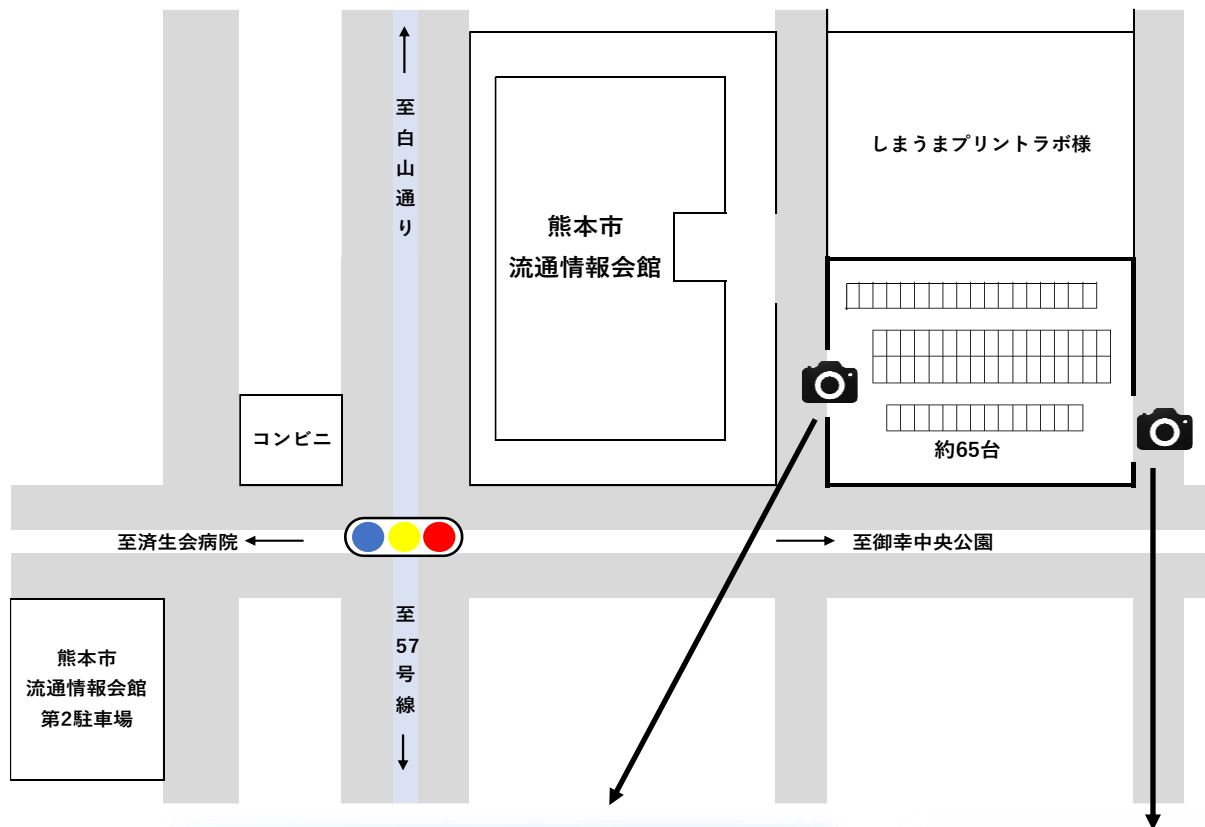 至白山通り
しまうまプリントラボ様
熊本市
流通情報会館
コンビニ
約65台
至済生会病院
至御幸中央公園
至57号線
熊本市
流通情報会館
第2駐車場